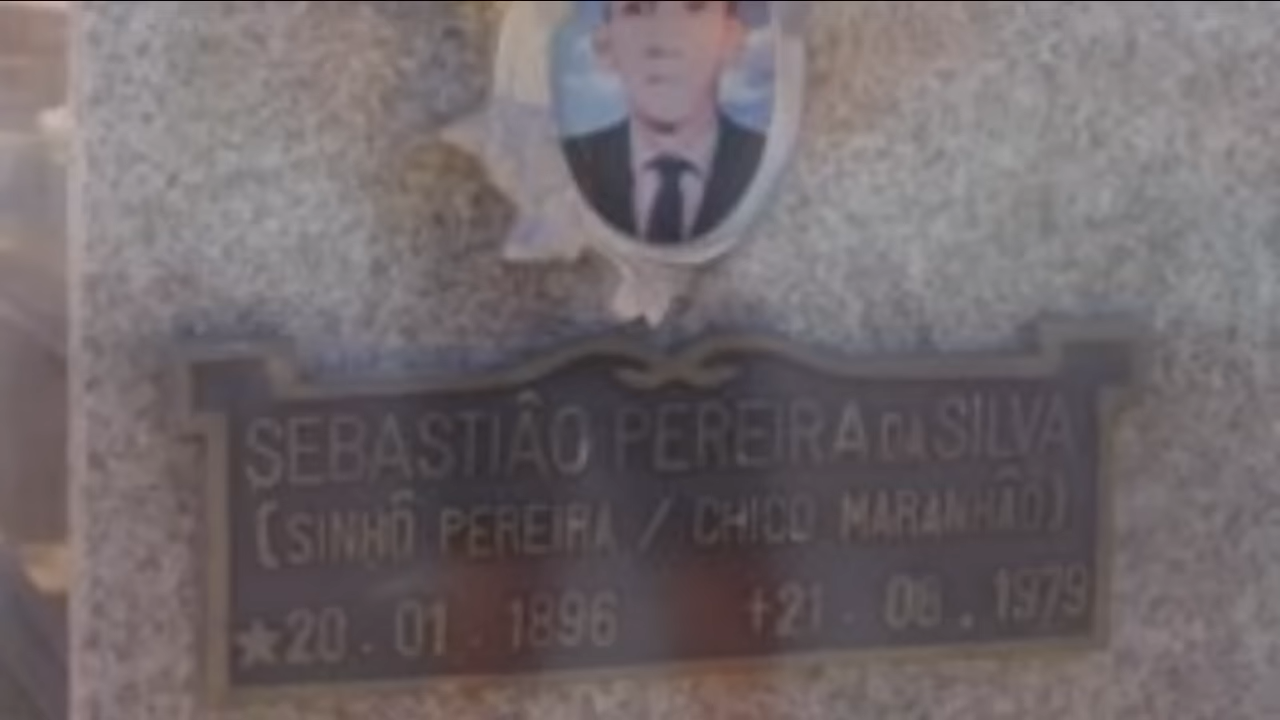 SEBASTIÃO PEREIRA DA SILVA
(SINHÔ PEREIRA / CHICO MARANHÃO)
★20.01.1896 +21.08.1979